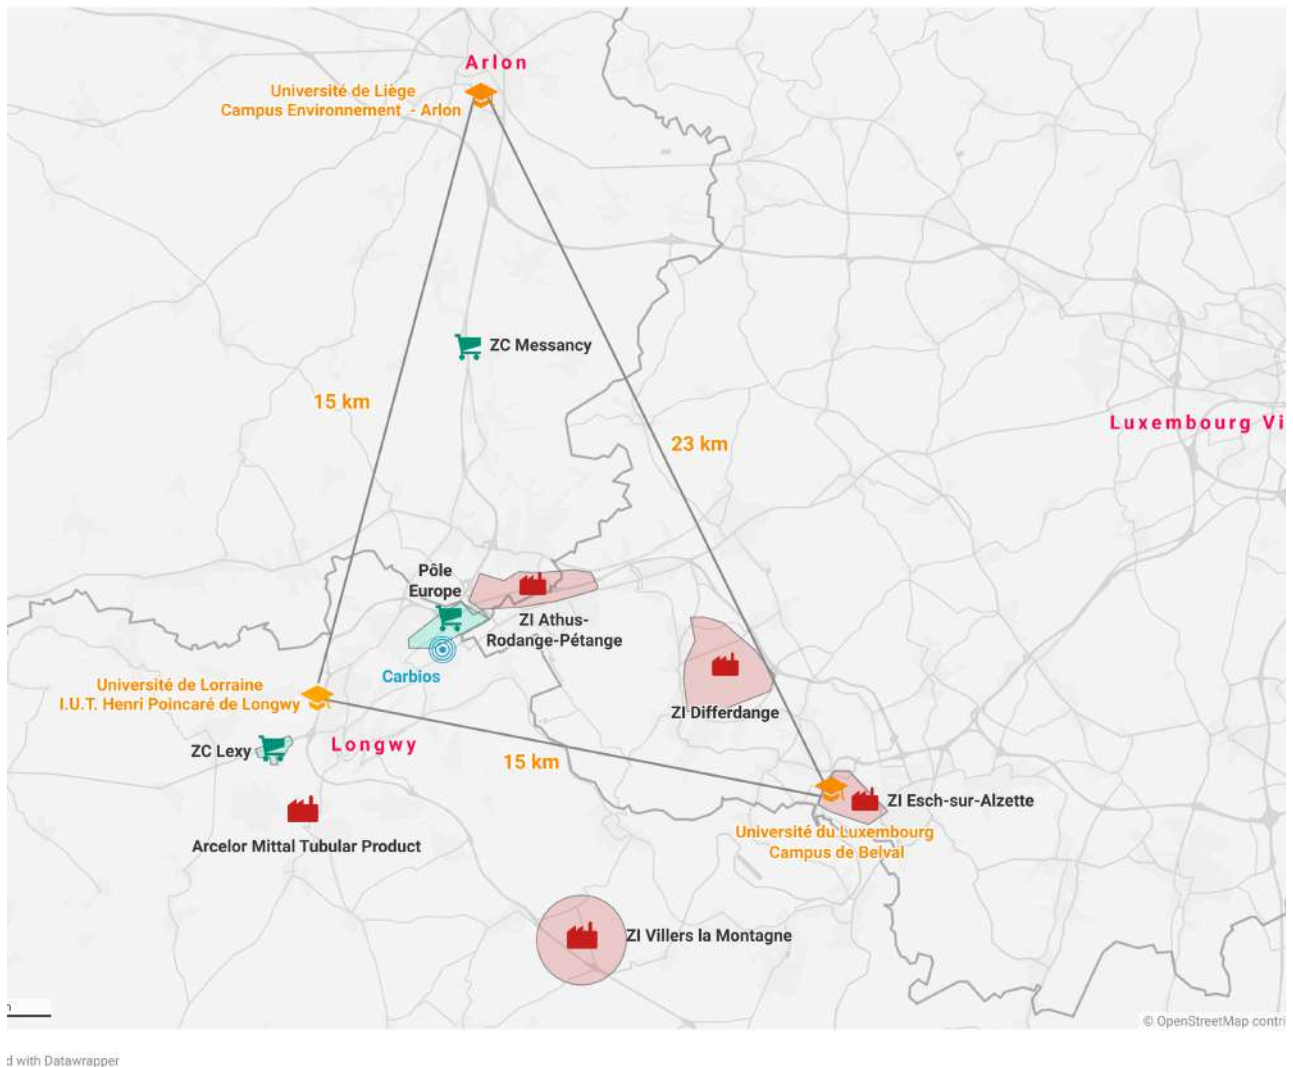 Arlon
Université de Liège
Campus Environnement - Arlon
ZC Messancy
15 km
23 km
Luxembourg Vi
Pôle
Europe
ZI Athus-
Rodange-Pétange
Carbios
Université de Lorraine
I.U.T. Henri Poincaré de Longwy
ZI Differdange
Longwy
ZC Lexy
15 km
ZI Esch-sur-Alzette
Arcelor Mittal Tubular Product
Université du Luxembourg
Campus de Belval
ZI Villers la Montagne
© OpenStreetMap contri
d with Datawrapper